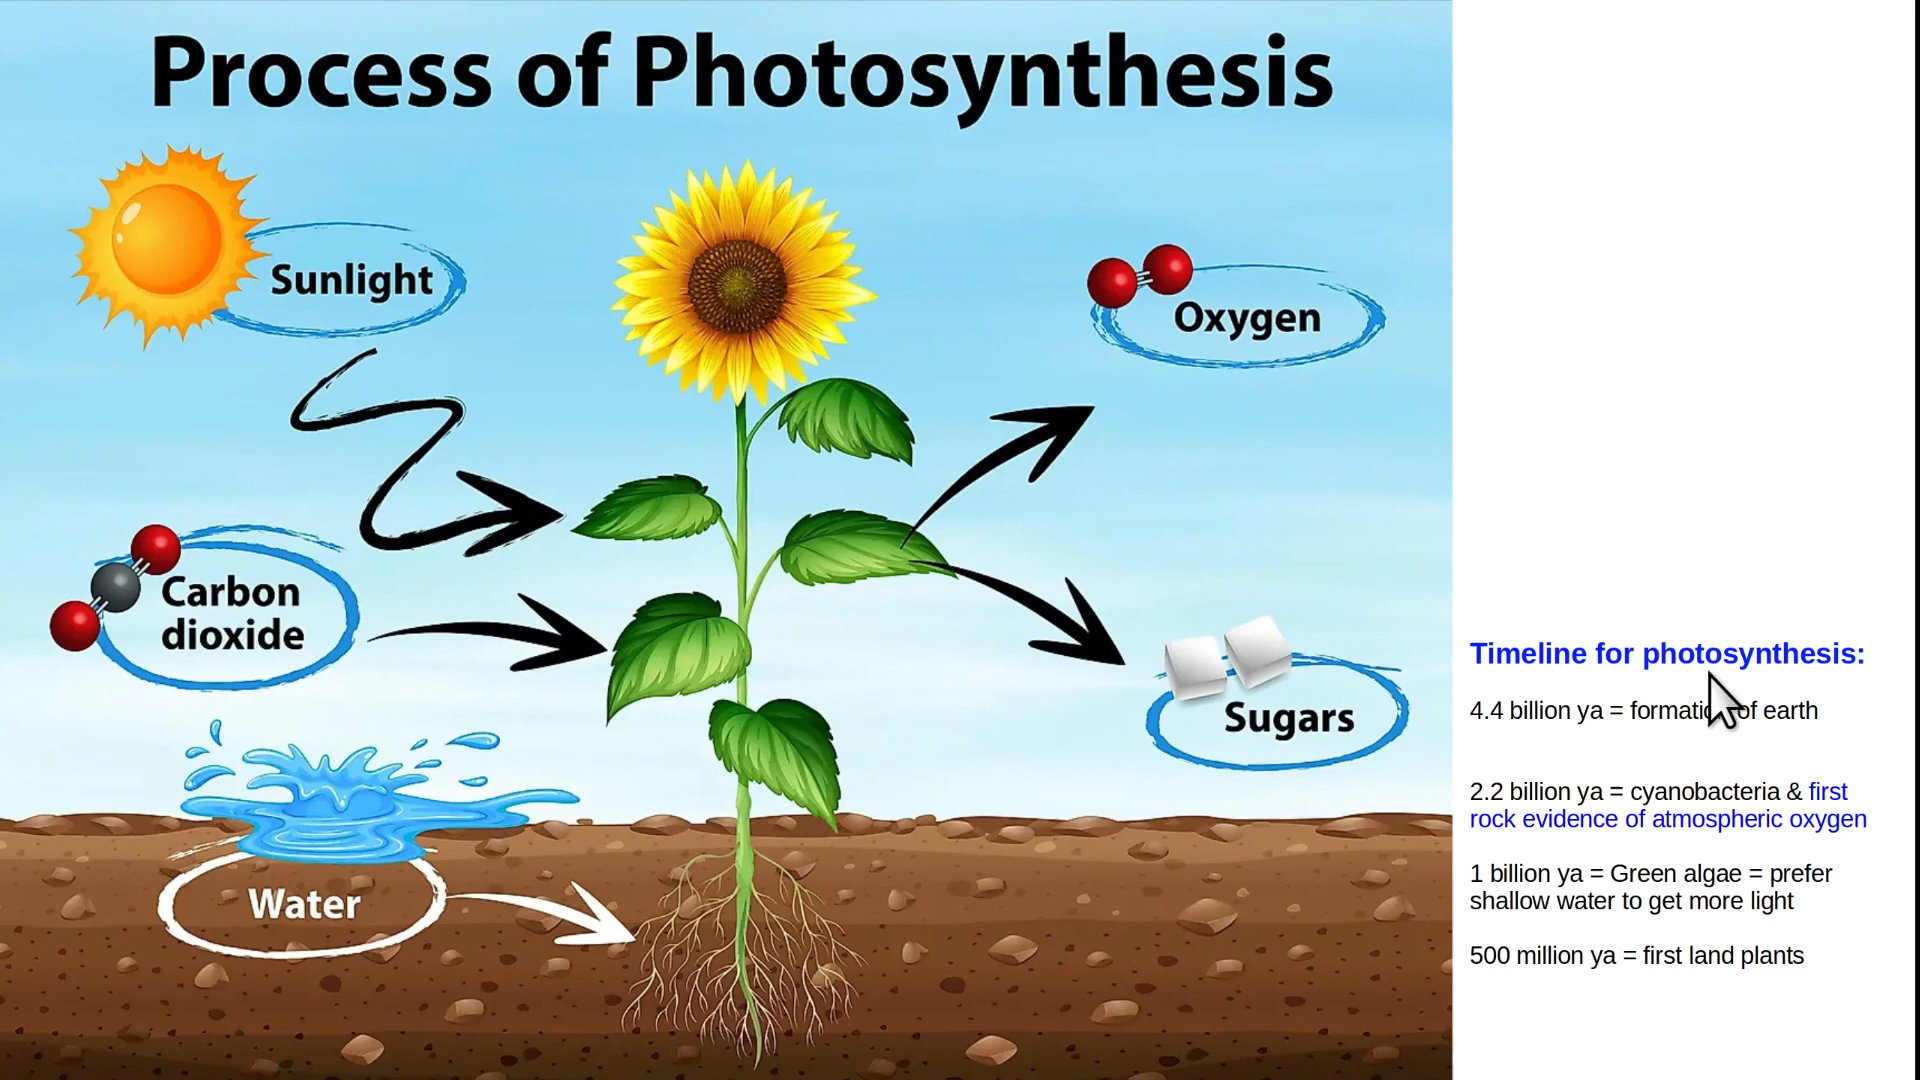 Process of Photosynthesis
Sunlight
Oxygen
Carbon
dioxide
Sugars
Water
Timeline for photosynthesis:
4.4 billion ya = formation of earth
2.2 billion ya = cyanobacteria & first
rock evidence of atmospheric oxygen
1 billion ya = Green algae = prefer
shallow water to get more light
500 million ya = first land plants